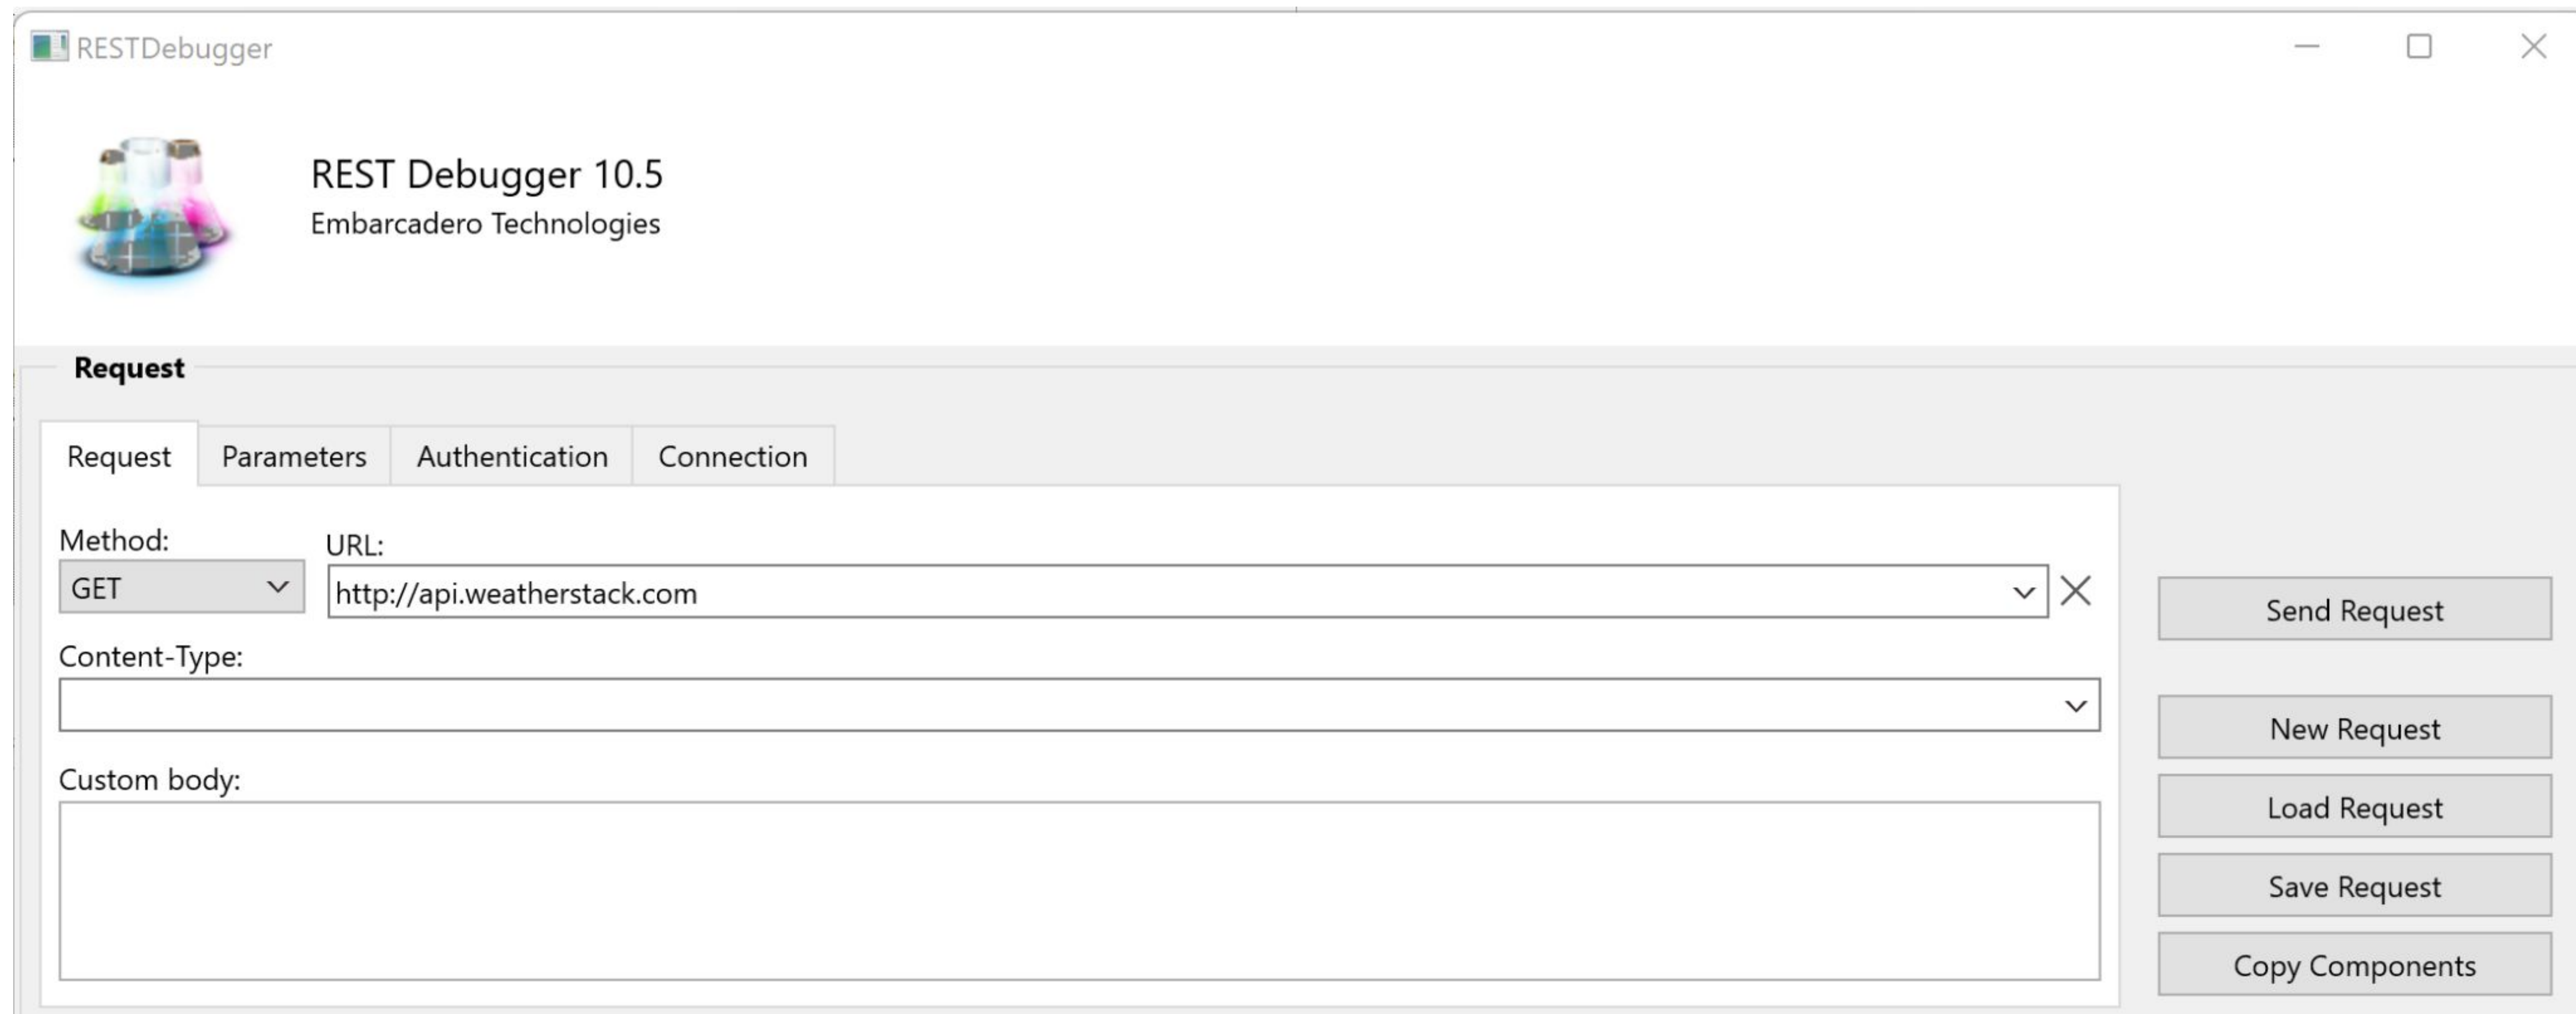 RESTDebugger
REST Debugger 10.5
Embarcadero Technologies
Request
Request Parameters Authentication Connection
Method: URL:
GET http://api.weatherstack.com
Send Request
Content-Type:
New Request
Custom body:
Load Request
Save Request
Copy Components